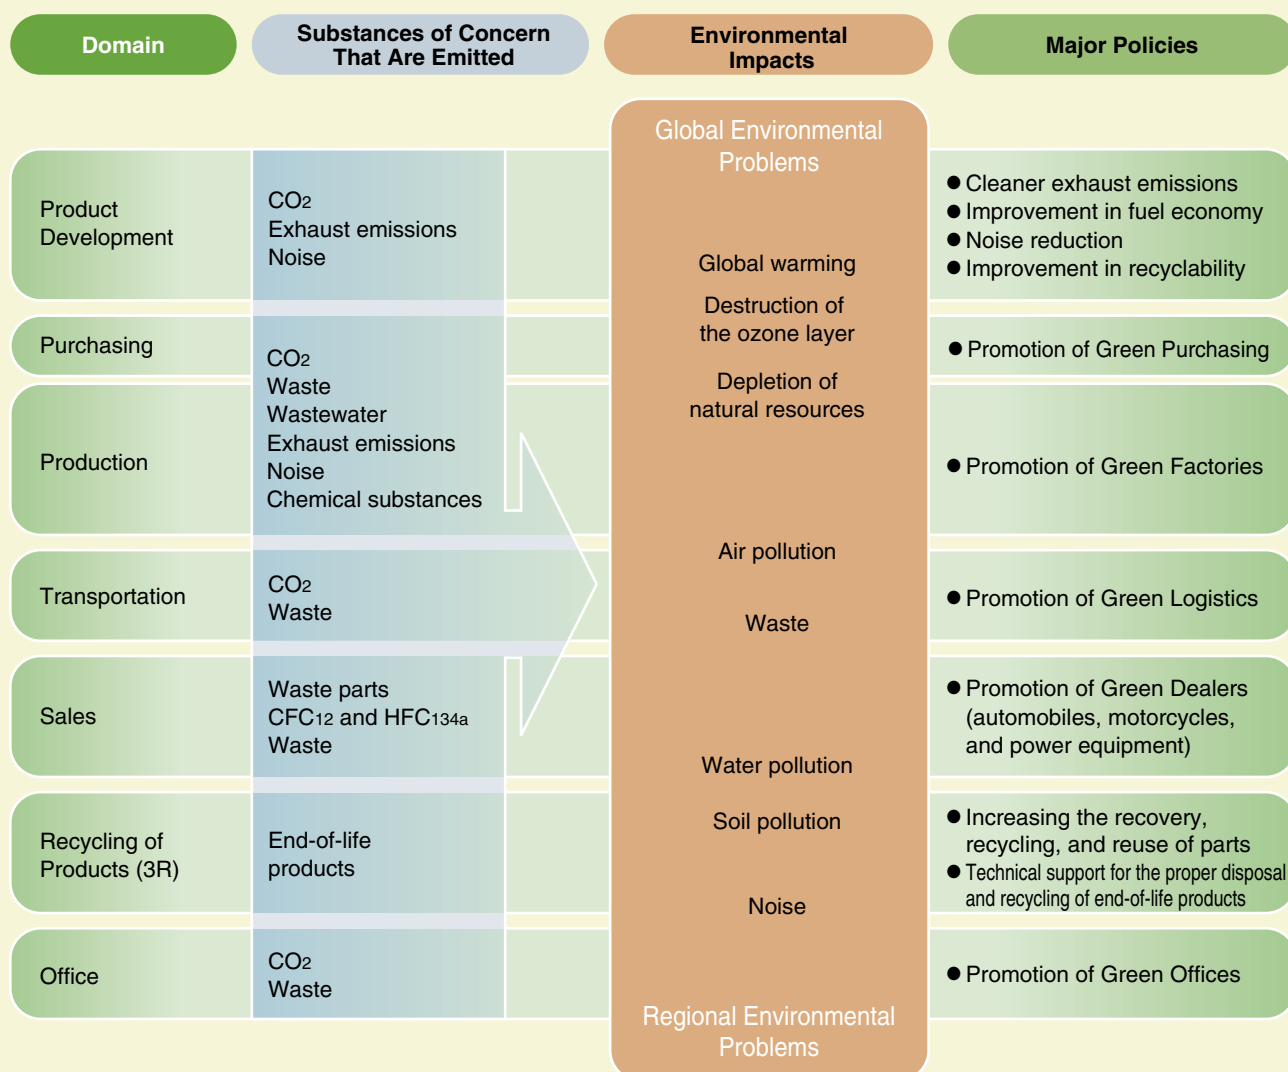 Domain
Substances of Concern
That Are Emitted
Environmental
Impacts
Major Policies
Global Environmental
Problems
Product
Development
CO2
Exhaust emissions
Noise
Global warming
● Cleaner exhaust emissions
● Improvement in fuel economy
● Noise reduction
● Improvement in recyclability
Purchasing
Destruction of
the ozone layer
● Promotion of Green Purchasing
Production
CO2
Waste
Wastewater
Exhaust emissions
Noise
Chemical substances
Depletion of
natural resources
● Promotion of Green Factories
Air pollution
Transportation
CO2
Waste
Waste
● Promotion of Green Logistics
Sales
Waste parts
CFC12 and HFC134a
Waste
Water pollution
● Promotion of Green Dealers
(automobiles, motorcycles,
and power equipment)
Recycling of
Products (3R)
End-of-life
products
Soil pollution
Noise
● Increasing the recovery,
recycling, and reuse of parts
● Technical support for the proper disposal
and recycling of end-of-life products
Office
CO2
Waste
● Promotion of Green Offices
Regional Environmental
Problems